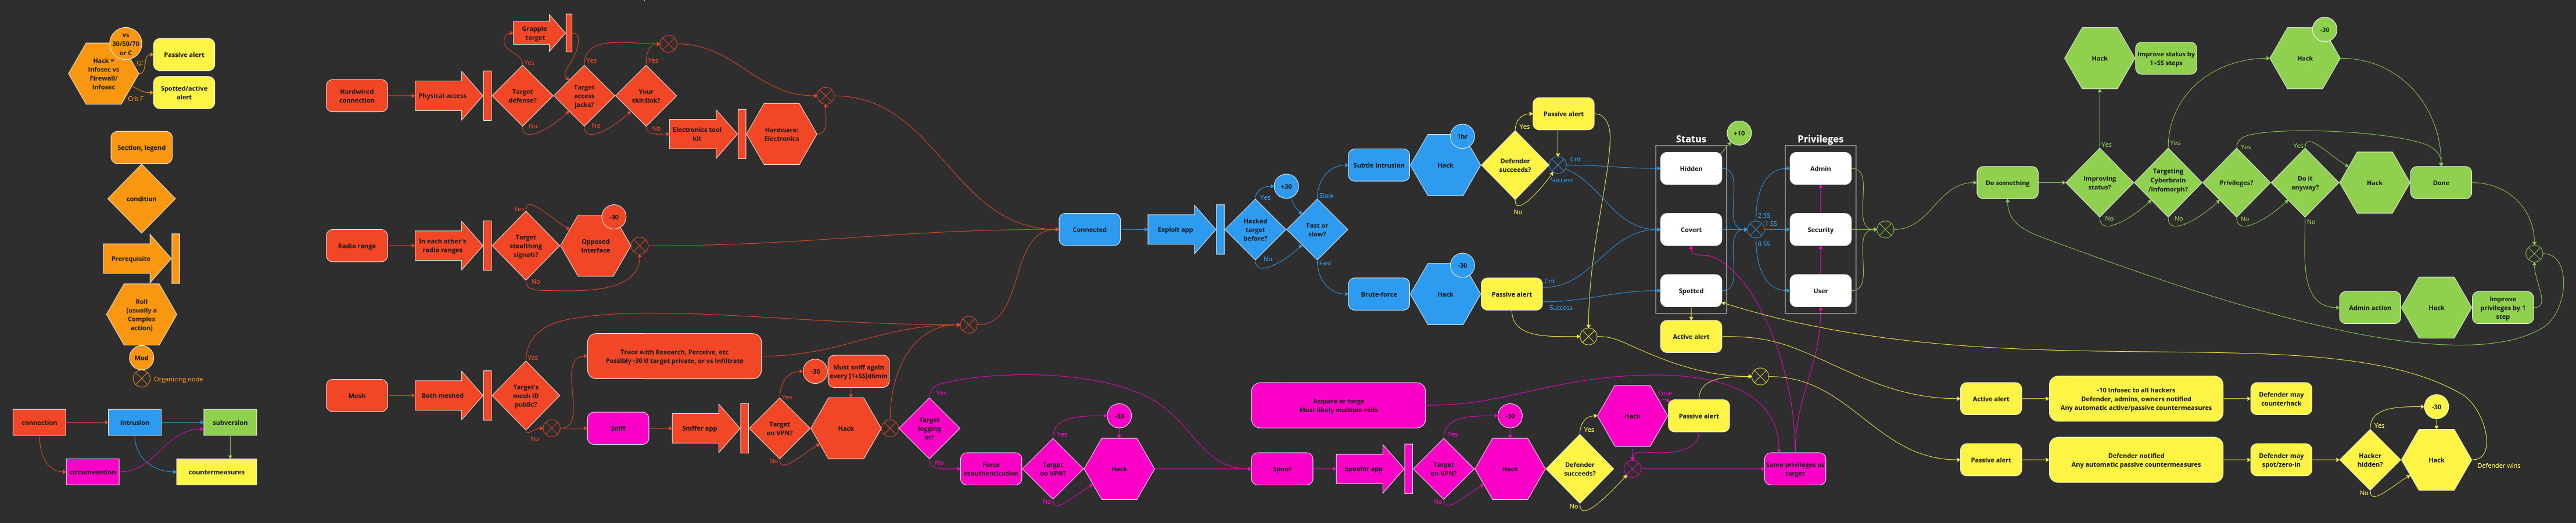 vs
30/50/70
or C
Hack =
Infosec vs
Firewall/
Infosec
SF
Crit F
Passive alert
Spotted/active
alert
Section, legend
condition
Prerequisite
Roll
(usually a
Complex
action)
Mod
Organizing node
connection
intrusion
subversion
circumvention
countermeasures
Hardwired
connection
Physical access
Target
defense?
Yes
No
Grapple
target
Target
access
jacks?
Yes
No
Your
skinlink?
Yes
No
Electronics tool
kit
Hardware:
Electronics
Radio range
In each other's
radio ranges
Target
stealthing
signals?
Yes
No
-30
Opposed
Interface
Mesh
Both meshed
Target's
mesh ID
public?
Yes
No
Trace with Research, Perceive, etc
Possibly -30 if target private, or vs Infiltrate
Sniff
Sniffer app
Target
on VPN?
Yes
No
-30
Must sniff again
every [1+SS]d6min
Hack
Target
logging
in?
Yes
No
Force
reauthentication
Target
on VPN?
Yes
No
-30
Hack
Connected
Exploit app
Hacked
target
before?
Yes
No
+30
Fast or
slow?
Slow
Fast
Subtle intrusion
1hr
Hack
Defender
succeeds?
Yes
No
Passive alert
Crit
Success
Brute-force
-30
Hack
Passive alert
Crit
Success
Acquire or forge
Most likely multiple rolls
Spoof
Spoofer app
Target
on VPN?
Yes
No
-30
Hack
Defender
succeeds?
Yes
No
Hack
Lose
Passive alert
Same privileges as
target
Status
Hidden
Covert
Spotted
+10
Active alert
2 SS
1 SS
0 SS
Privileges
Admin
Security
User
Do something
Improving
status?
Yes
No
Hack
Improve status by
1+SS steps
Targeting
Cyberbrain
/infomorph?
Yes
No
-30
Hack
Privileges?
Yes
No
Do it
anyway?
Yes
No
Hack
Done
Admin action
Hack
Improve
privileges by 1
step
Active alert
-10 Infosec to all hackers
Defender, admins, owners notified
Any automatic active/passive countermeasures
Defender may
counterhack
Passive alert
Defender notified
Any automatic passive countermeasures
Defender may
spot/zero-in
Hacker
hidden?
Yes
No
-30
Hack
Defender wins